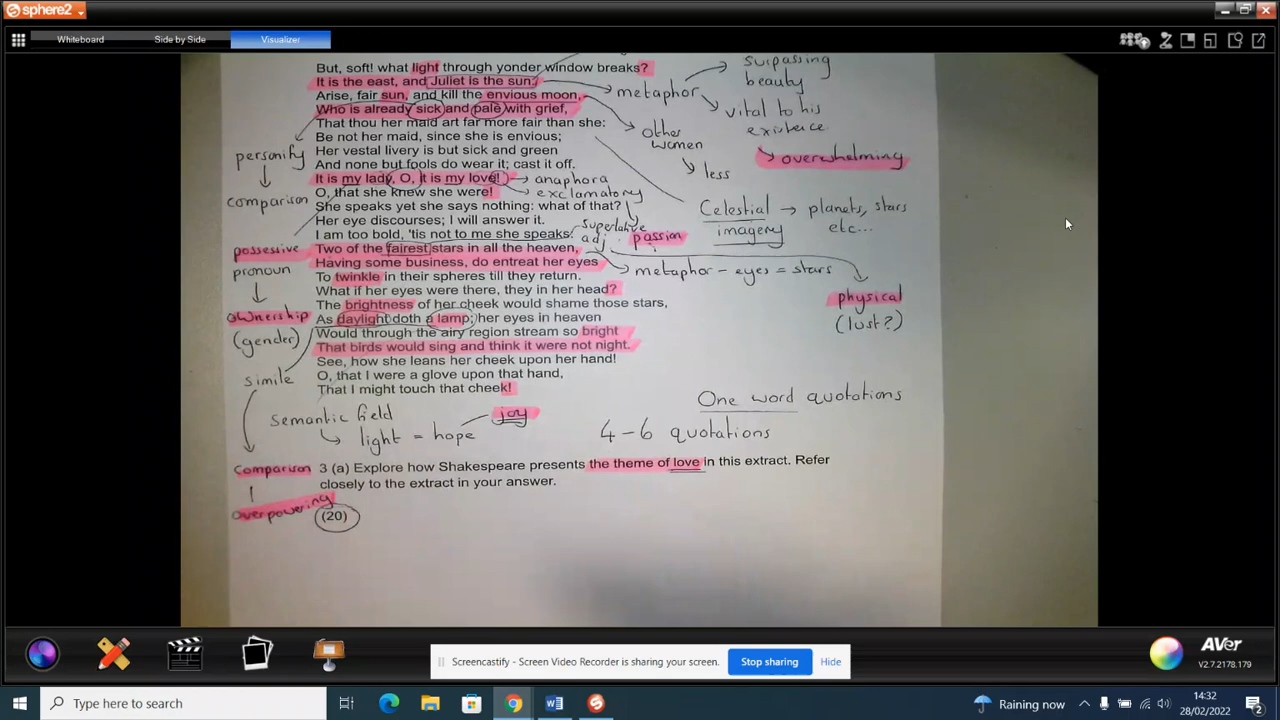 sphere2
Whiteboard
Side by Side
Visualizer
But, soft! what light through yonder window breaks?
It is the east, and Juliet is the sun.
Arise, fair sun, and kill the envious moon,
Who is already sick and pale with grief,
That thou her maid art far more fair than she:
Be not her maid, since she is envious;
Her vestal livery is but sick and green
And none but fools do wear it; cast it off.
It is my lady, O, it is my love!
O, that she knew she were!
She speaks yet she says nothing: what of that?
Her eye discourses; I will answer it.
I am too bold, 'tis not to me she speaks:
Two of the fairest stars in all the heaven,
Having some business, do entreat her eyes
To twinkle in their spheres till they return.
What if her eyes were there, they in her head?
The brightness of her cheek would shame those stars,
As daylight doth a lamp; her eyes in heaven
Would through the airy region stream so bright
That birds would sing and think it were not night.
See, how she leans her cheek upon her hand!
O, that I were a glove upon that hand,
That I might touch that cheek!
metaphor
surpassing
beauty
vital to his
existence
overwhelming
other
women
less
personify
comparison
anaphora
exclamatory
passion
Celestial → planets, stars
imagery etc...
superlative
adj.
metaphor - eyes = stars
physical
(lust?)
possessive
pronoun
ownership
(gender)
simile
semantic field
light = hope
joy
One word quotations
4-6 quotations
comparison
overpowering
3 (a) Explore how Shakespeare presents the theme of love in this extract. Refer
closely to the extract in your answer.
(20)
Screencastify - Screen Video Recorder is sharing your screen.
Stop sharing
Hide
AVer
V2.7.2178.179
Type here to search
Raining now
14:32
28/02/2022
2